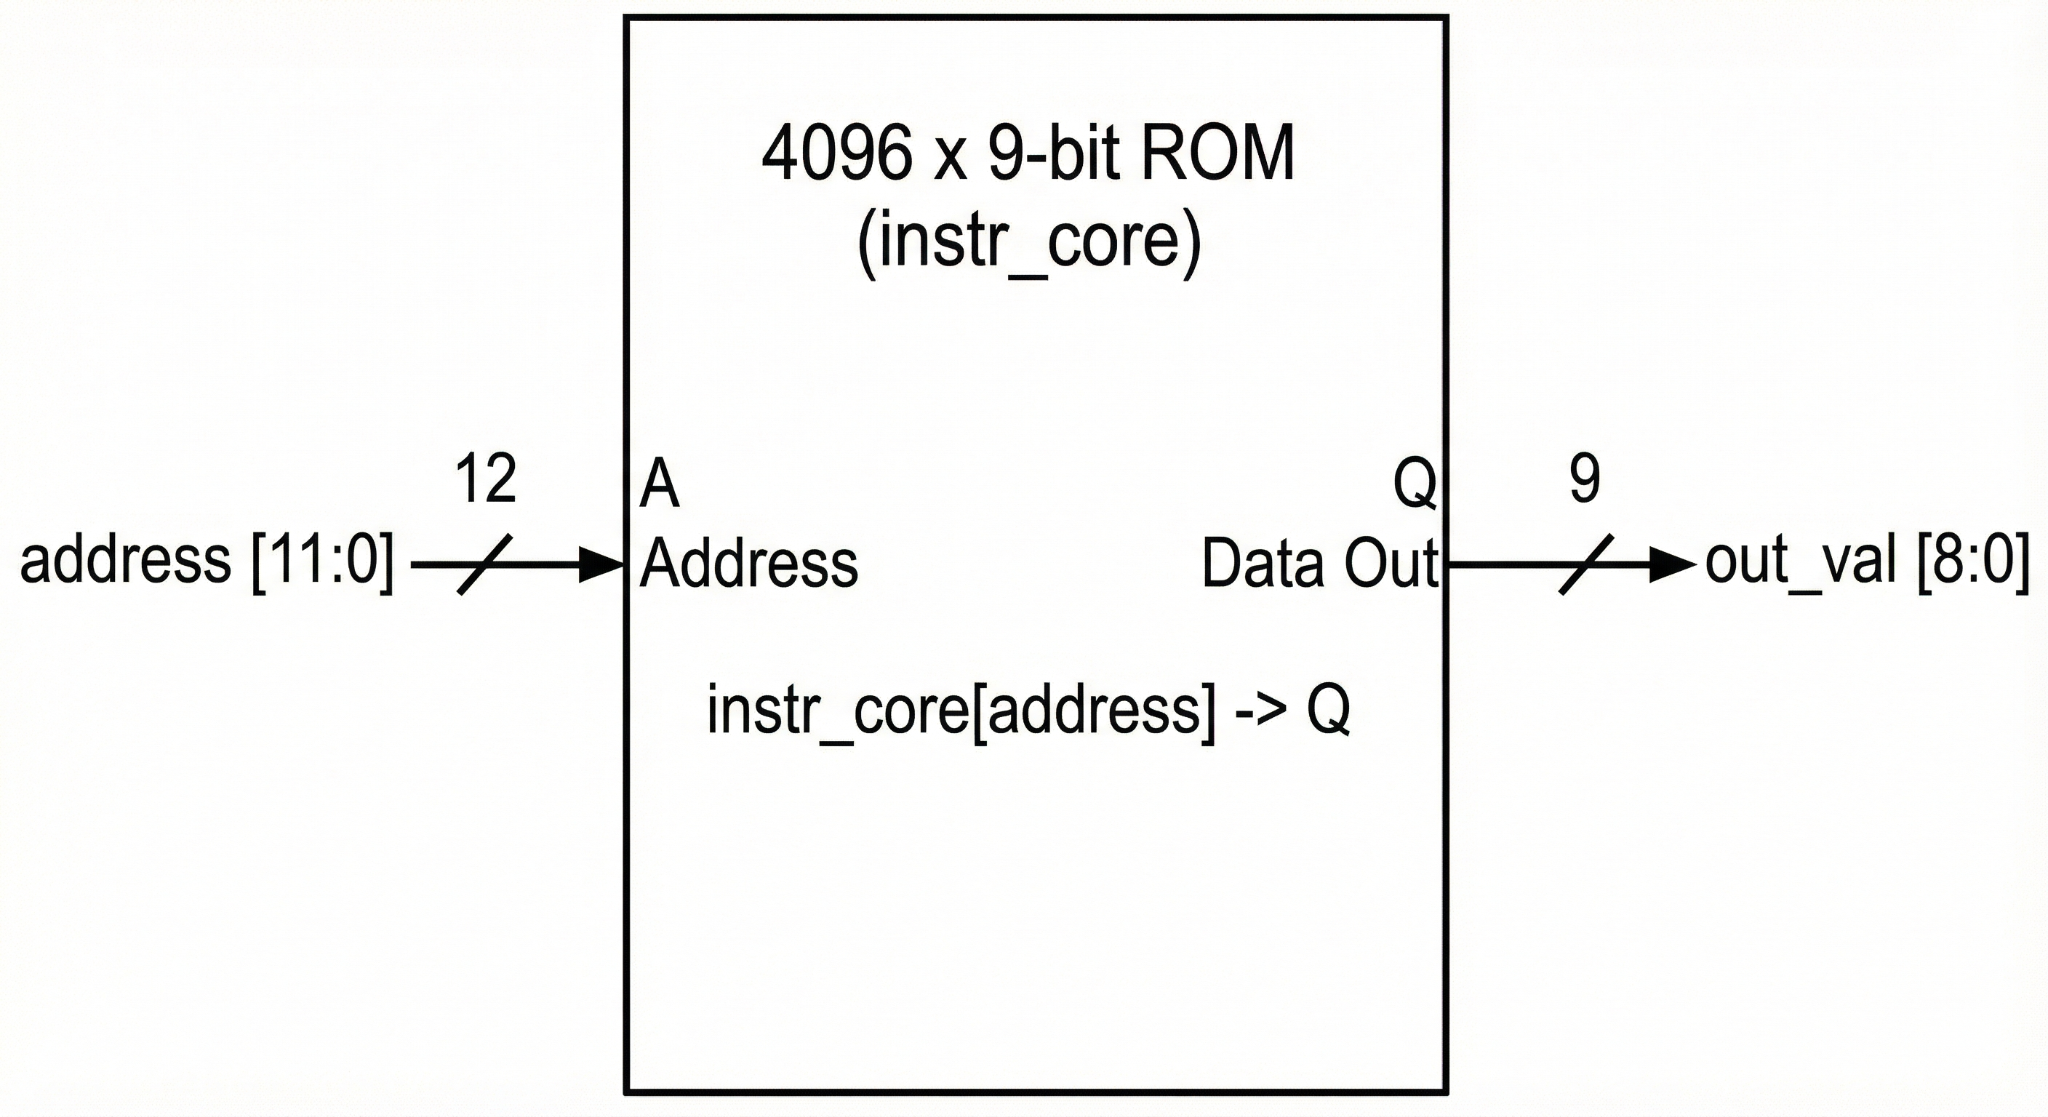 4096 x 9-bit ROM
(instr_core)
12
A
Q
9
address [11:0]
Address
Data Out
out_val [8:0]
instr_core[address] -> Q